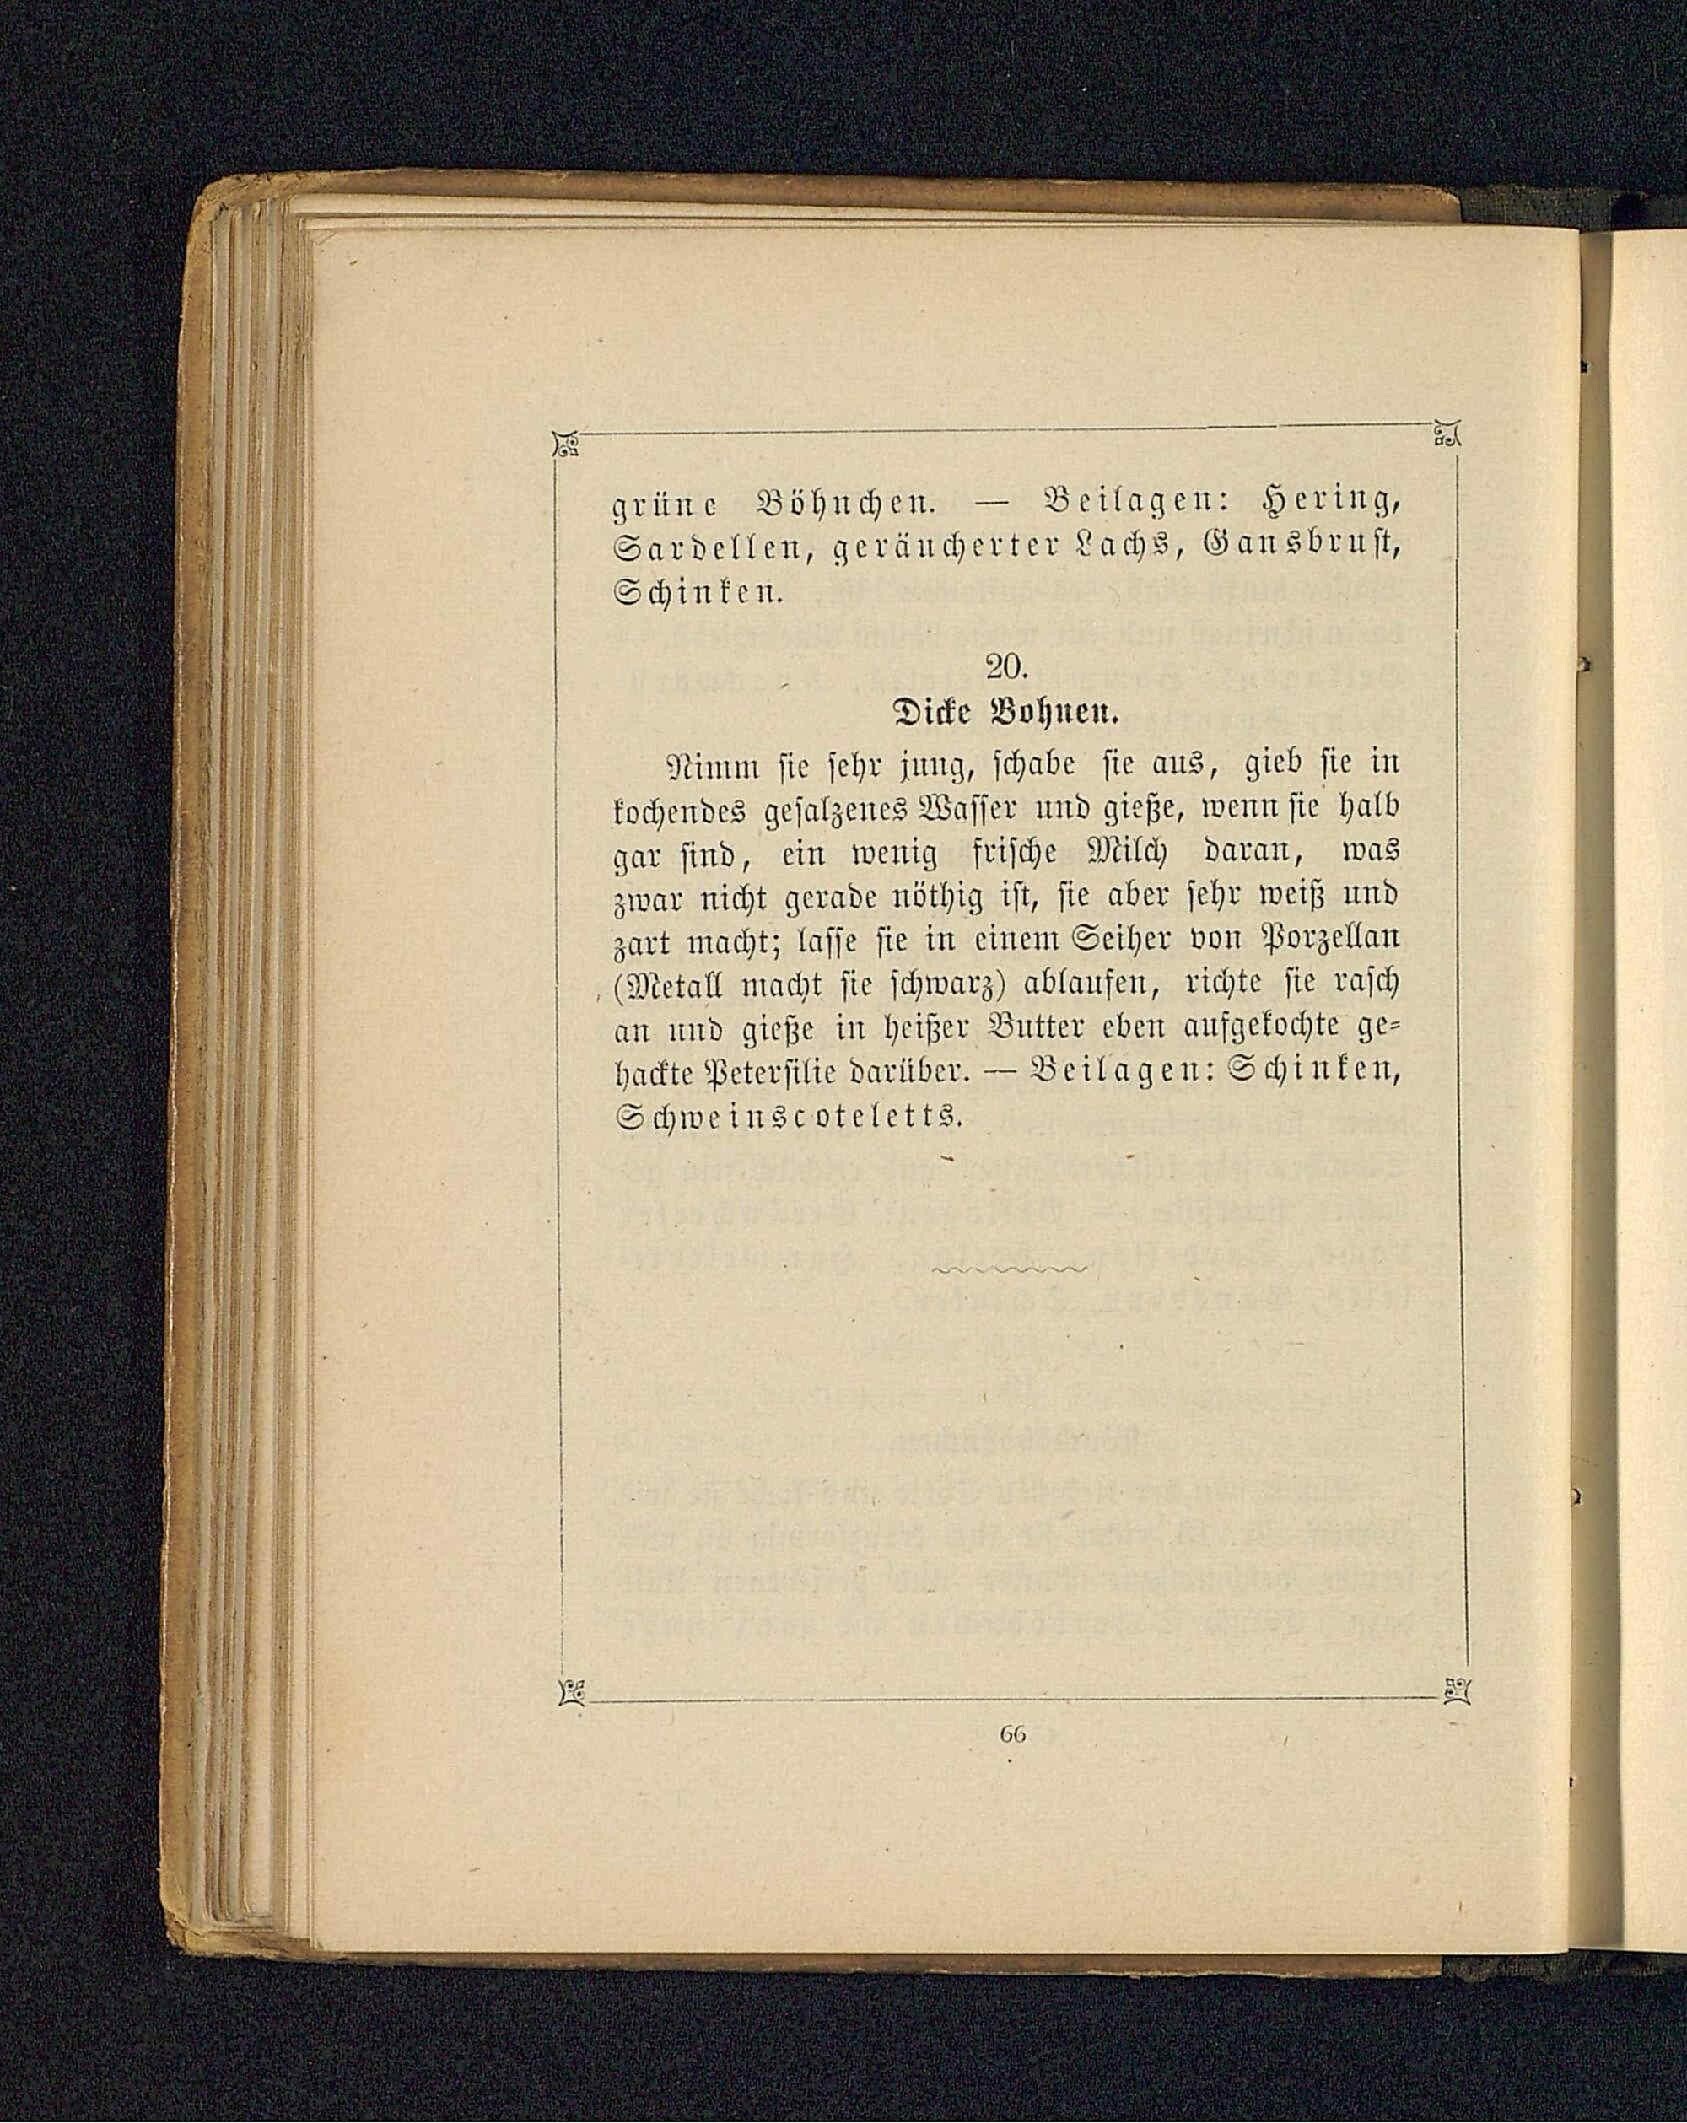 grüne Böhnchen. — Beilagen: Hering,
Sardellen, geräucherter Lachs, Gansbrust,
Schinken.
20.
Dicke Bohnen.
Nimm sie sehr jung, schabe sie aus, gieb sie in
kochendes gesalzenes Wasser und gieße, wenn sie halb
gar sind, ein wenig frische Milch daran, was
zwar nicht gerade nöthig ist, sie aber sehr weiß und
zart macht; lasse sie in einem Seiher von Porzellan
(Metall macht sie schwarz) ablaufen, richte sie rasch
an und gieße in heißer Butter eben aufgekochte ge-
hackte Petersilie darüber. — Beilagen: Schinken,
Schweinscoteletts.
66